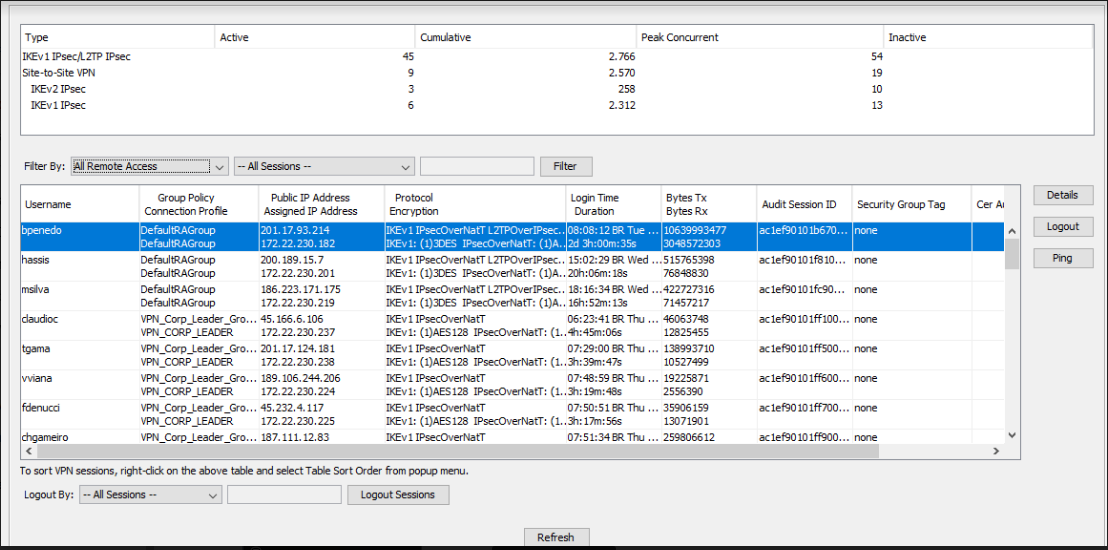 Type Active Cumulative Peak Concurrent Inactive
IKEv1 IPsec/L2TP IPsec 45 2.766 54
Site-to-Site VPN 9 2.570 19
IKEv2 IPsec 3 258 10
IKEv1 IPsec 6 2.312 13
Filter By: All Remote Access -- All Sessions -- Filter
Username Group Policy Public IP Address Protocol Login Time Bytes Tx Audit Session ID Security Group Tag Cer Au
Connection Profile Assigned IP Address Encryption Duration Bytes Rx
Details
Logout
Ping
bpenedo DefaultRAGroup 201.17.93.214 IKEv1 IPsecOverNatT L2TPOverIPsec... 08:08:12 BR Tue ... 10639993477 ac1ef90101b670... none
DefaultRAGroup 172.22.230.182 IKEv1: (1)3DES IPsecOverNatT: (1)A... 2d 3h:00m:35s 3048572303
hassis DefaultRAGroup 200.189.15.7 IKEv1 IPsecOverNatT L2TPOverIPsec... 15:02:29 BR Wed ... 515765398 ac1ef90101f810... none
DefaultRAGroup 172.22.230.201 IKEv1: (1)3DES IPsecOverNatT: (1)A... 20h:06m:18s 76848830
msilva DefaultRAGroup 186.223.171.175 IKEv1 IPsecOverNatT L2TPOverIPsec... 18:16:34 BR Wed ... 422727316 ac1ef90101fc90... none
DefaultRAGroup 172.22.230.219 IKEv1: (1)3DES IPsecOverNatT: (1)A... 16h:52m:13s 71457217
claudioc VPN_Corp_Leader_Gro... 45.166.6.106 IKEv1 IPsecOverNatT 06:23:41 BR Thu ... 46063748 ac1ef90101ff100... none
VPN_CORP_LEADER 172.22.230.237 IKEv1: (1)AES128 IPsecOverNatT: (1... 4h:45m:06s 12825455
tgama VPN_Corp_Leader_Gro... 201.17.124.181 IKEv1 IPsecOverNatT 07:29:00 BR Thu ... 138993710 ac1ef90101ff500... none
VPN_CORP_LEADER 172.22.230.238 IKEv1: (1)AES128 IPsecOverNatT: (1... 3h:39m:47s 10527499
vviana VPN_Corp_Leader_Gro... 189.106.244.206 IKEv1 IPsecOverNatT 07:48:59 BR Thu ... 19225871 ac1ef90101ff600... none
VPN_CORP_LEADER 172.22.230.224 IKEv1: (1)AES128 IPsecOverNatT: (1... 3h:19m:48s 2556390
fdenucci VPN_Corp_Leader_Gro... 45.232.4.117 IKEv1 IPsecOverNatT 07:50:51 BR Thu ... 35906159 ac1ef90101ff700... none
VPN_CORP_LEADER 172.22.230.225 IKEv1: (1)AES128 IPsecOverNatT: (1... 3h:17m:56s 13071901
chgameiro VPN_Corp_Leader_Gro... 187.111.12.83 IKEv1 IPsecOverNatT 07:51:34 BR Thu ... 259806612 ac1ef90101ff900... none
To sort VPN sessions, right-click on the above table and select Table Sort Order from popup menu.
Logout By: -- All Sessions -- Logout Sessions
Refresh